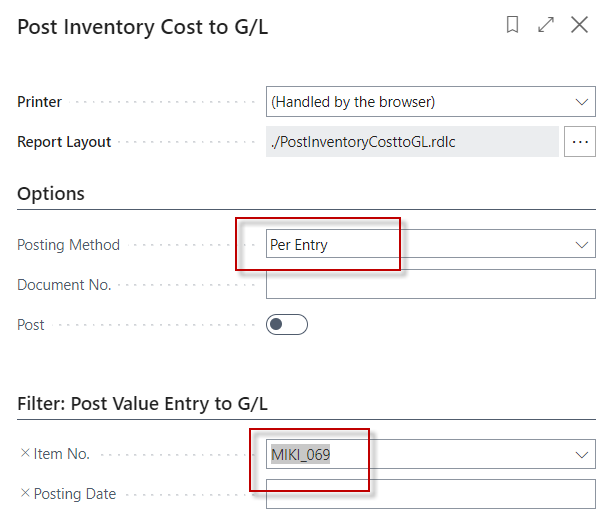 Post Inventory Cost to G/L
Printer (Handled by the browser)
Report Layout ./PostInventoryCosttoGL.rdlc ...
Options
Posting Method Per Entry
Document No.
Post
Filter: Post Value Entry to G/L
Item No. MIKI_069
Posting Date